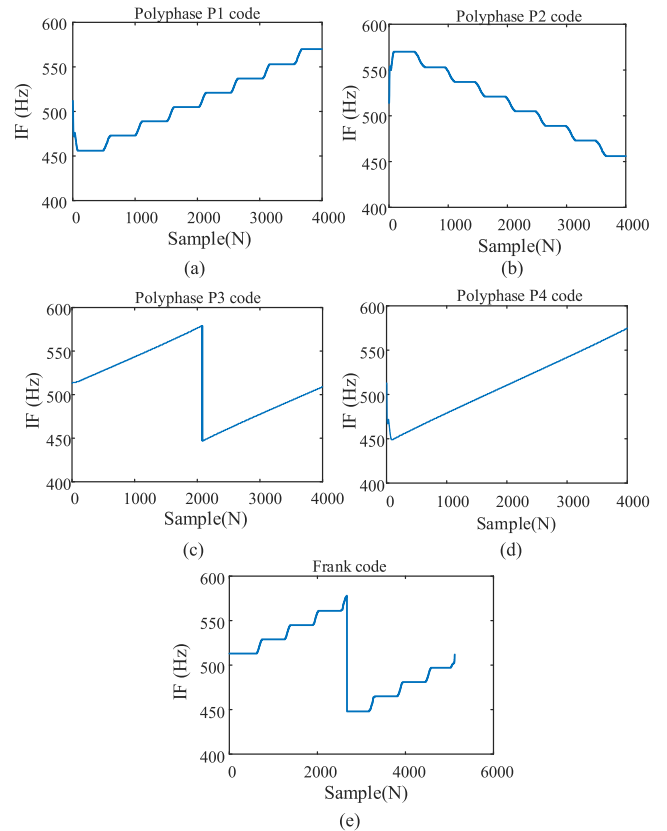 Polyphase P1 code
600
550
500
450
400
IF (Hz)
0 1000 2000 3000 4000
Sample(N)
(a)
Polyphase P2 code
600
550
500
450
400
IF (Hz)
0 1000 2000 3000 4000
Sample(N)
(b)
Polyphase P3 code
600
550
500
450
400
IF (Hz)
0 1000 2000 3000 4000
Sample(N)
(c)
Polyphase P4 code
600
550
500
450
400
IF (Hz)
0 1000 2000 3000 4000
Sample(N)
(d)
Frank code
600
550
500
450
400
IF (Hz)
0 2000 4000 6000
Sample(N)
(e)